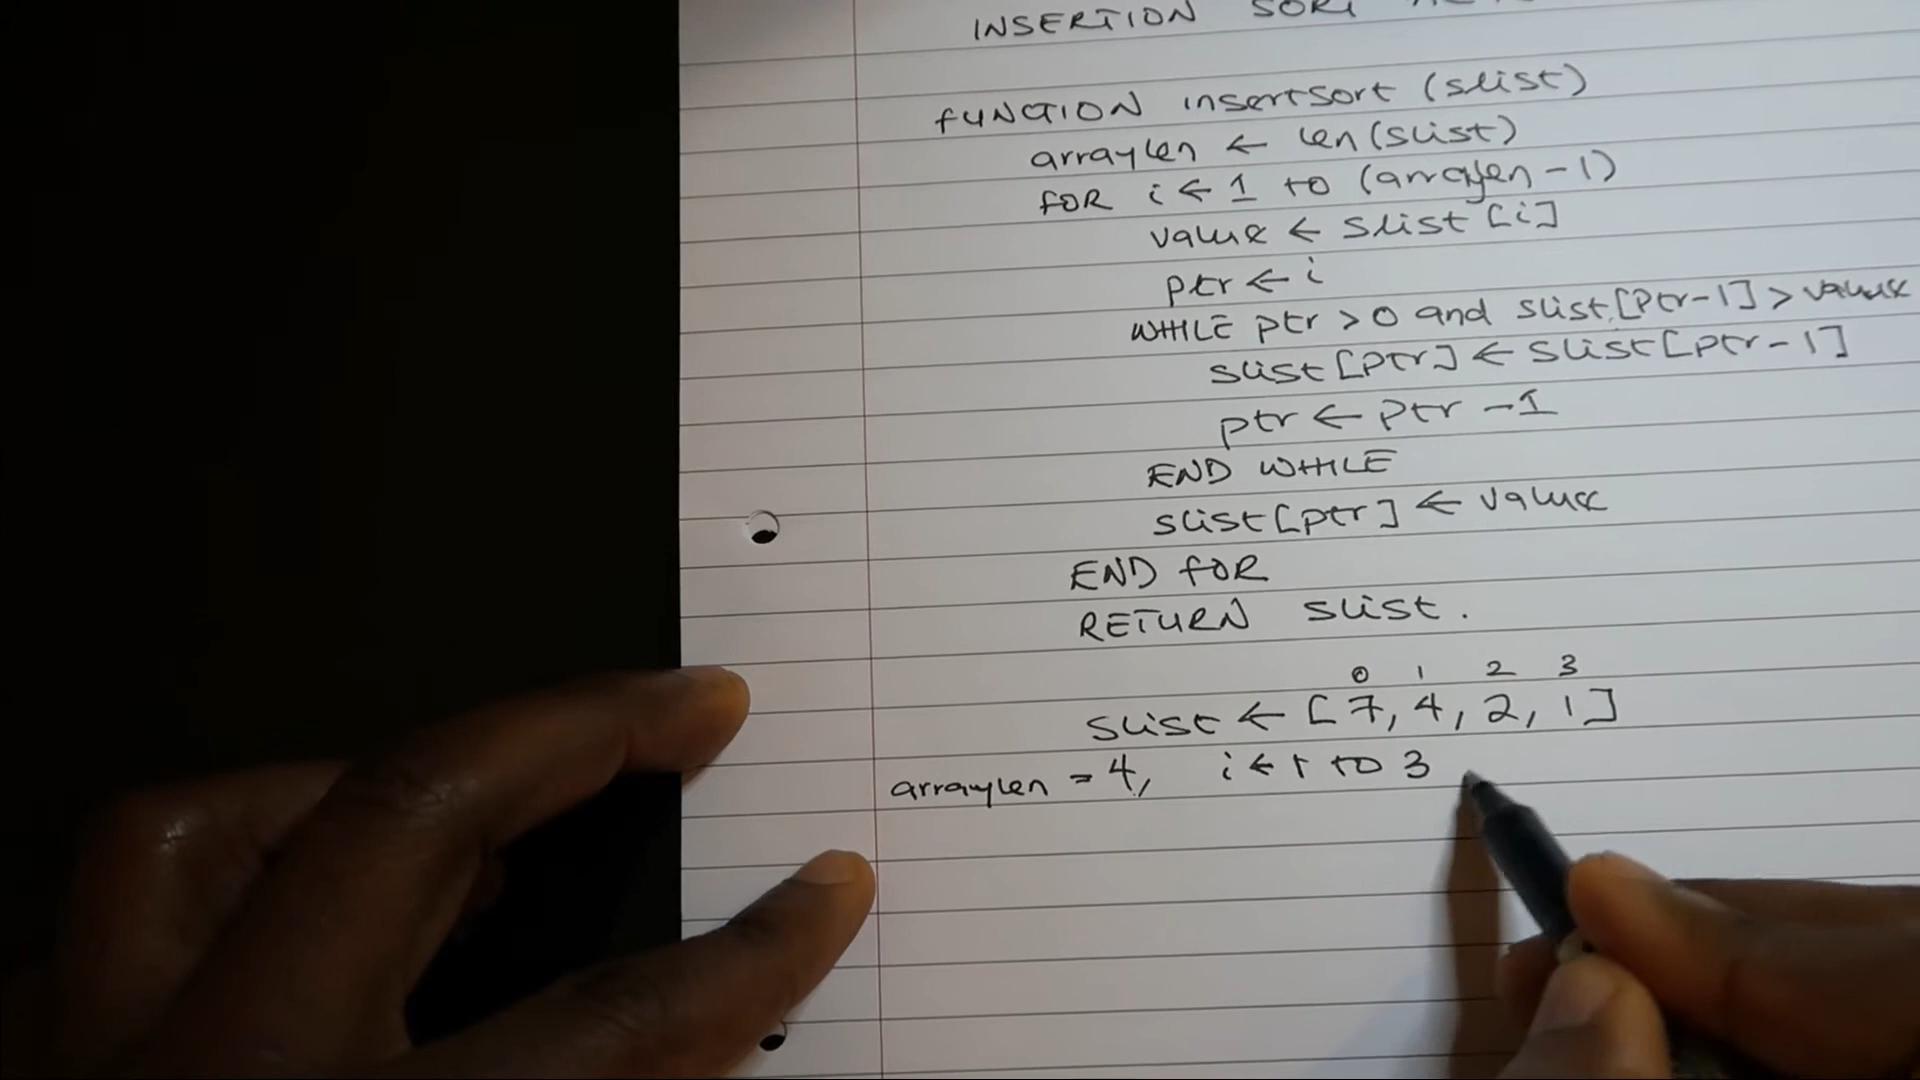 INSERTION SORT
FUNCTION insertsort (slist)
arraylen ← len(slist)
FOR i ← 1 to (arraylen - 1)
value ← slist [i]
ptr ← i
WHILE ptr > 0 and slist[ptr-1] > value
slist [ptr] ← slist[ptr-1]
ptr ← ptr - 1
END WHILE
slist[ptr] ← value
END FOR
RETURN slist.
0 1 2 3
slist ← [7, 4, 2, 1]
arraylen = 4, i ← 1 to 3